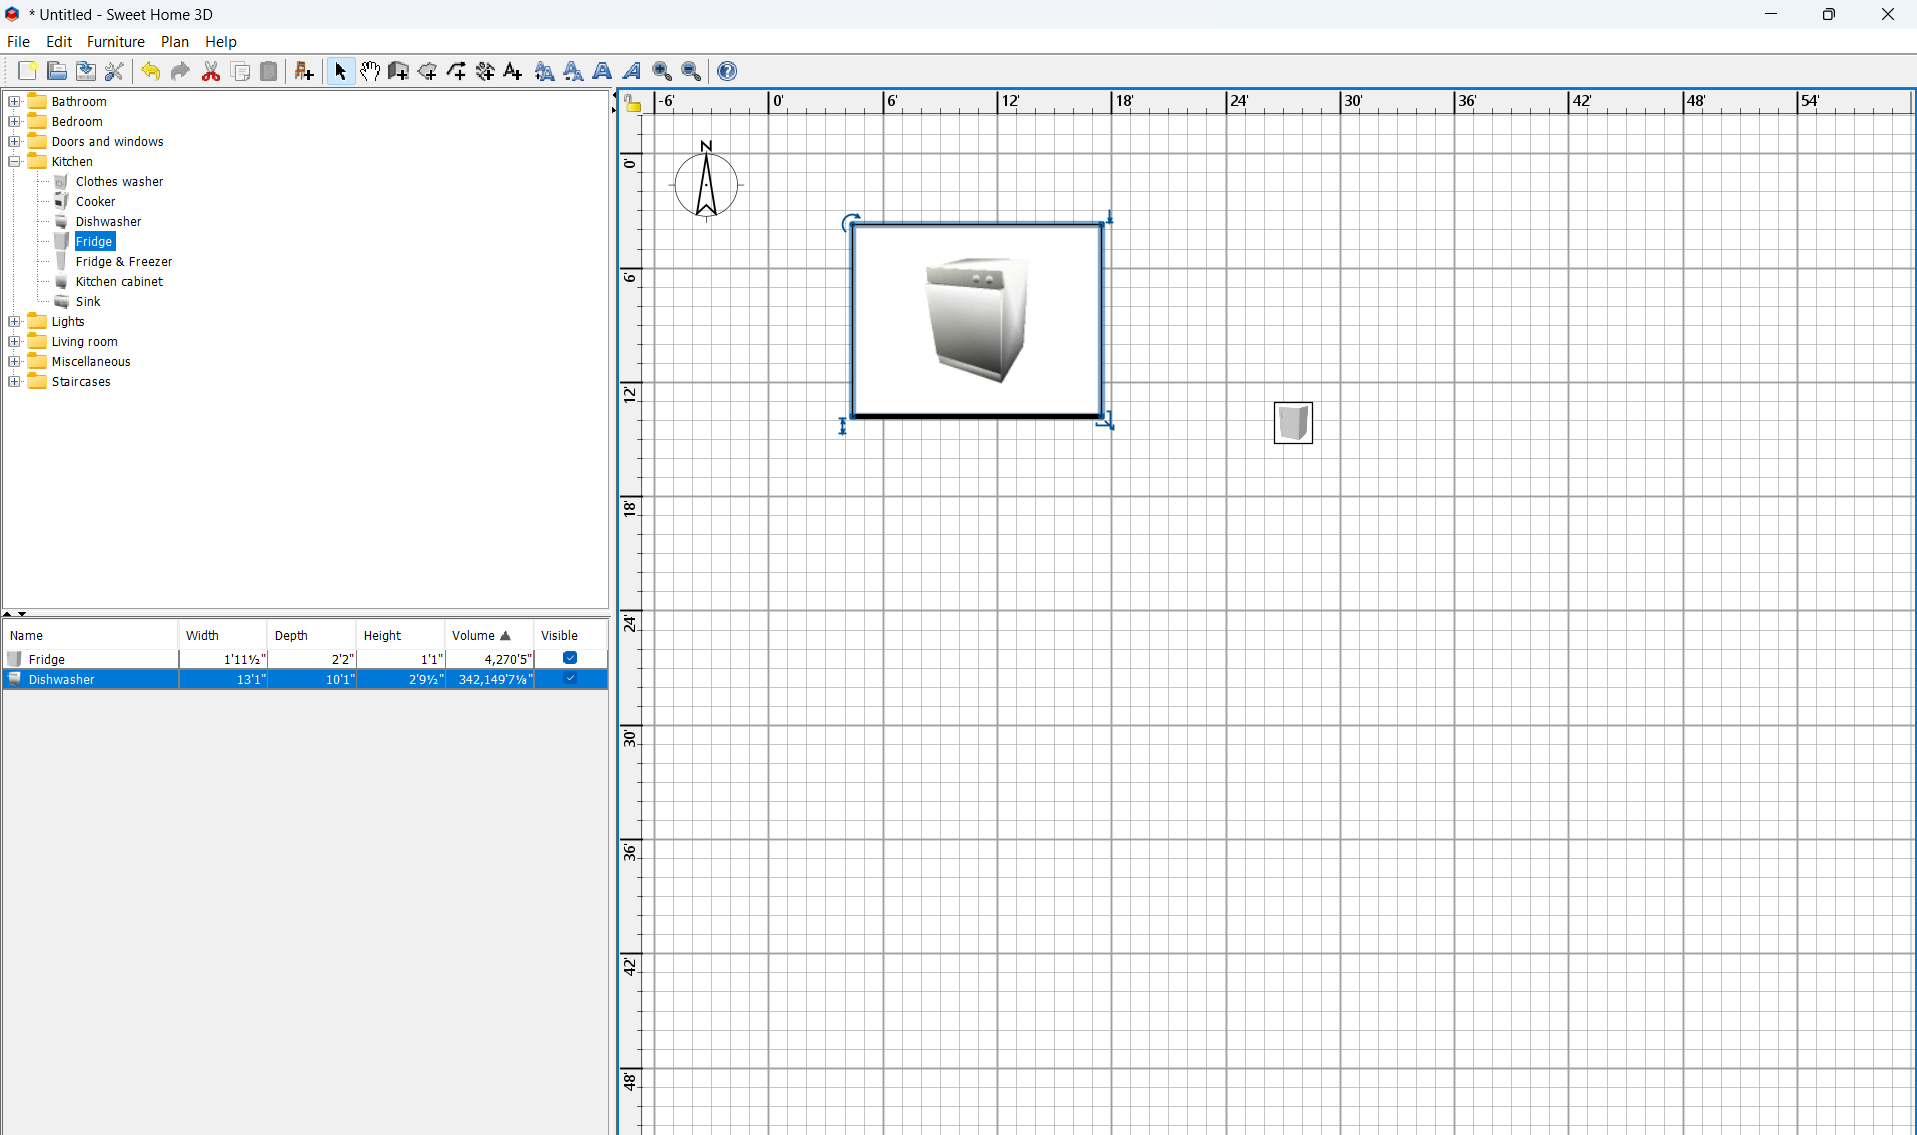 * Untitled - Sweet Home 3D
File Edit Furniture Plan Help
Bathroom
Bedroom
Doors and windows
Kitchen
Clothes washer
Cooker
Dishwasher
Fridge
Fridge & Freezer
Kitchen cabinet
Sink
Lights
Living room
Miscellaneous
Staircases
Name Width Depth Height Volume Visible
Fridge 1'11½" 2'2" 1'1" 4,270'5"
Dishwasher 13'1" 10'1" 2'9½" 342,149'7⅛"
-6' 0' 6' 12' 18' 24' 30' 36' 42' 48' 54'
N
0'
6'
12'
18'
24'
30'
36'
42'
48'